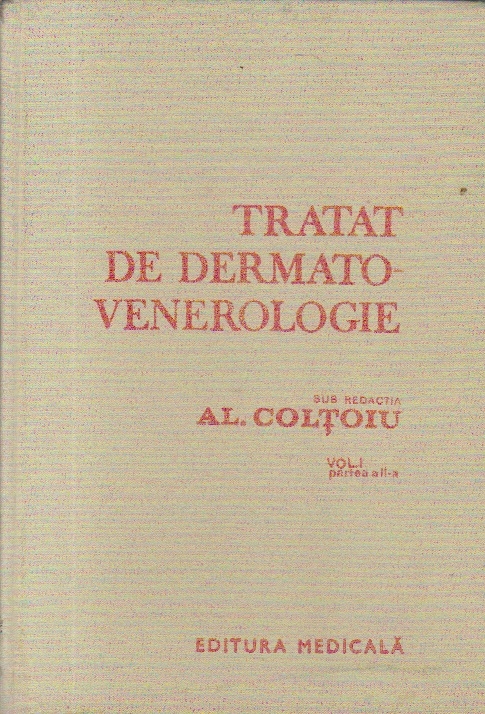 TRATAT
DE DERMATO-
VENEROLOGIE
SUB REDACȚIA
AL. COLȚOIU
VOL.I
partea a II-a
EDITURA MEDICALĂ